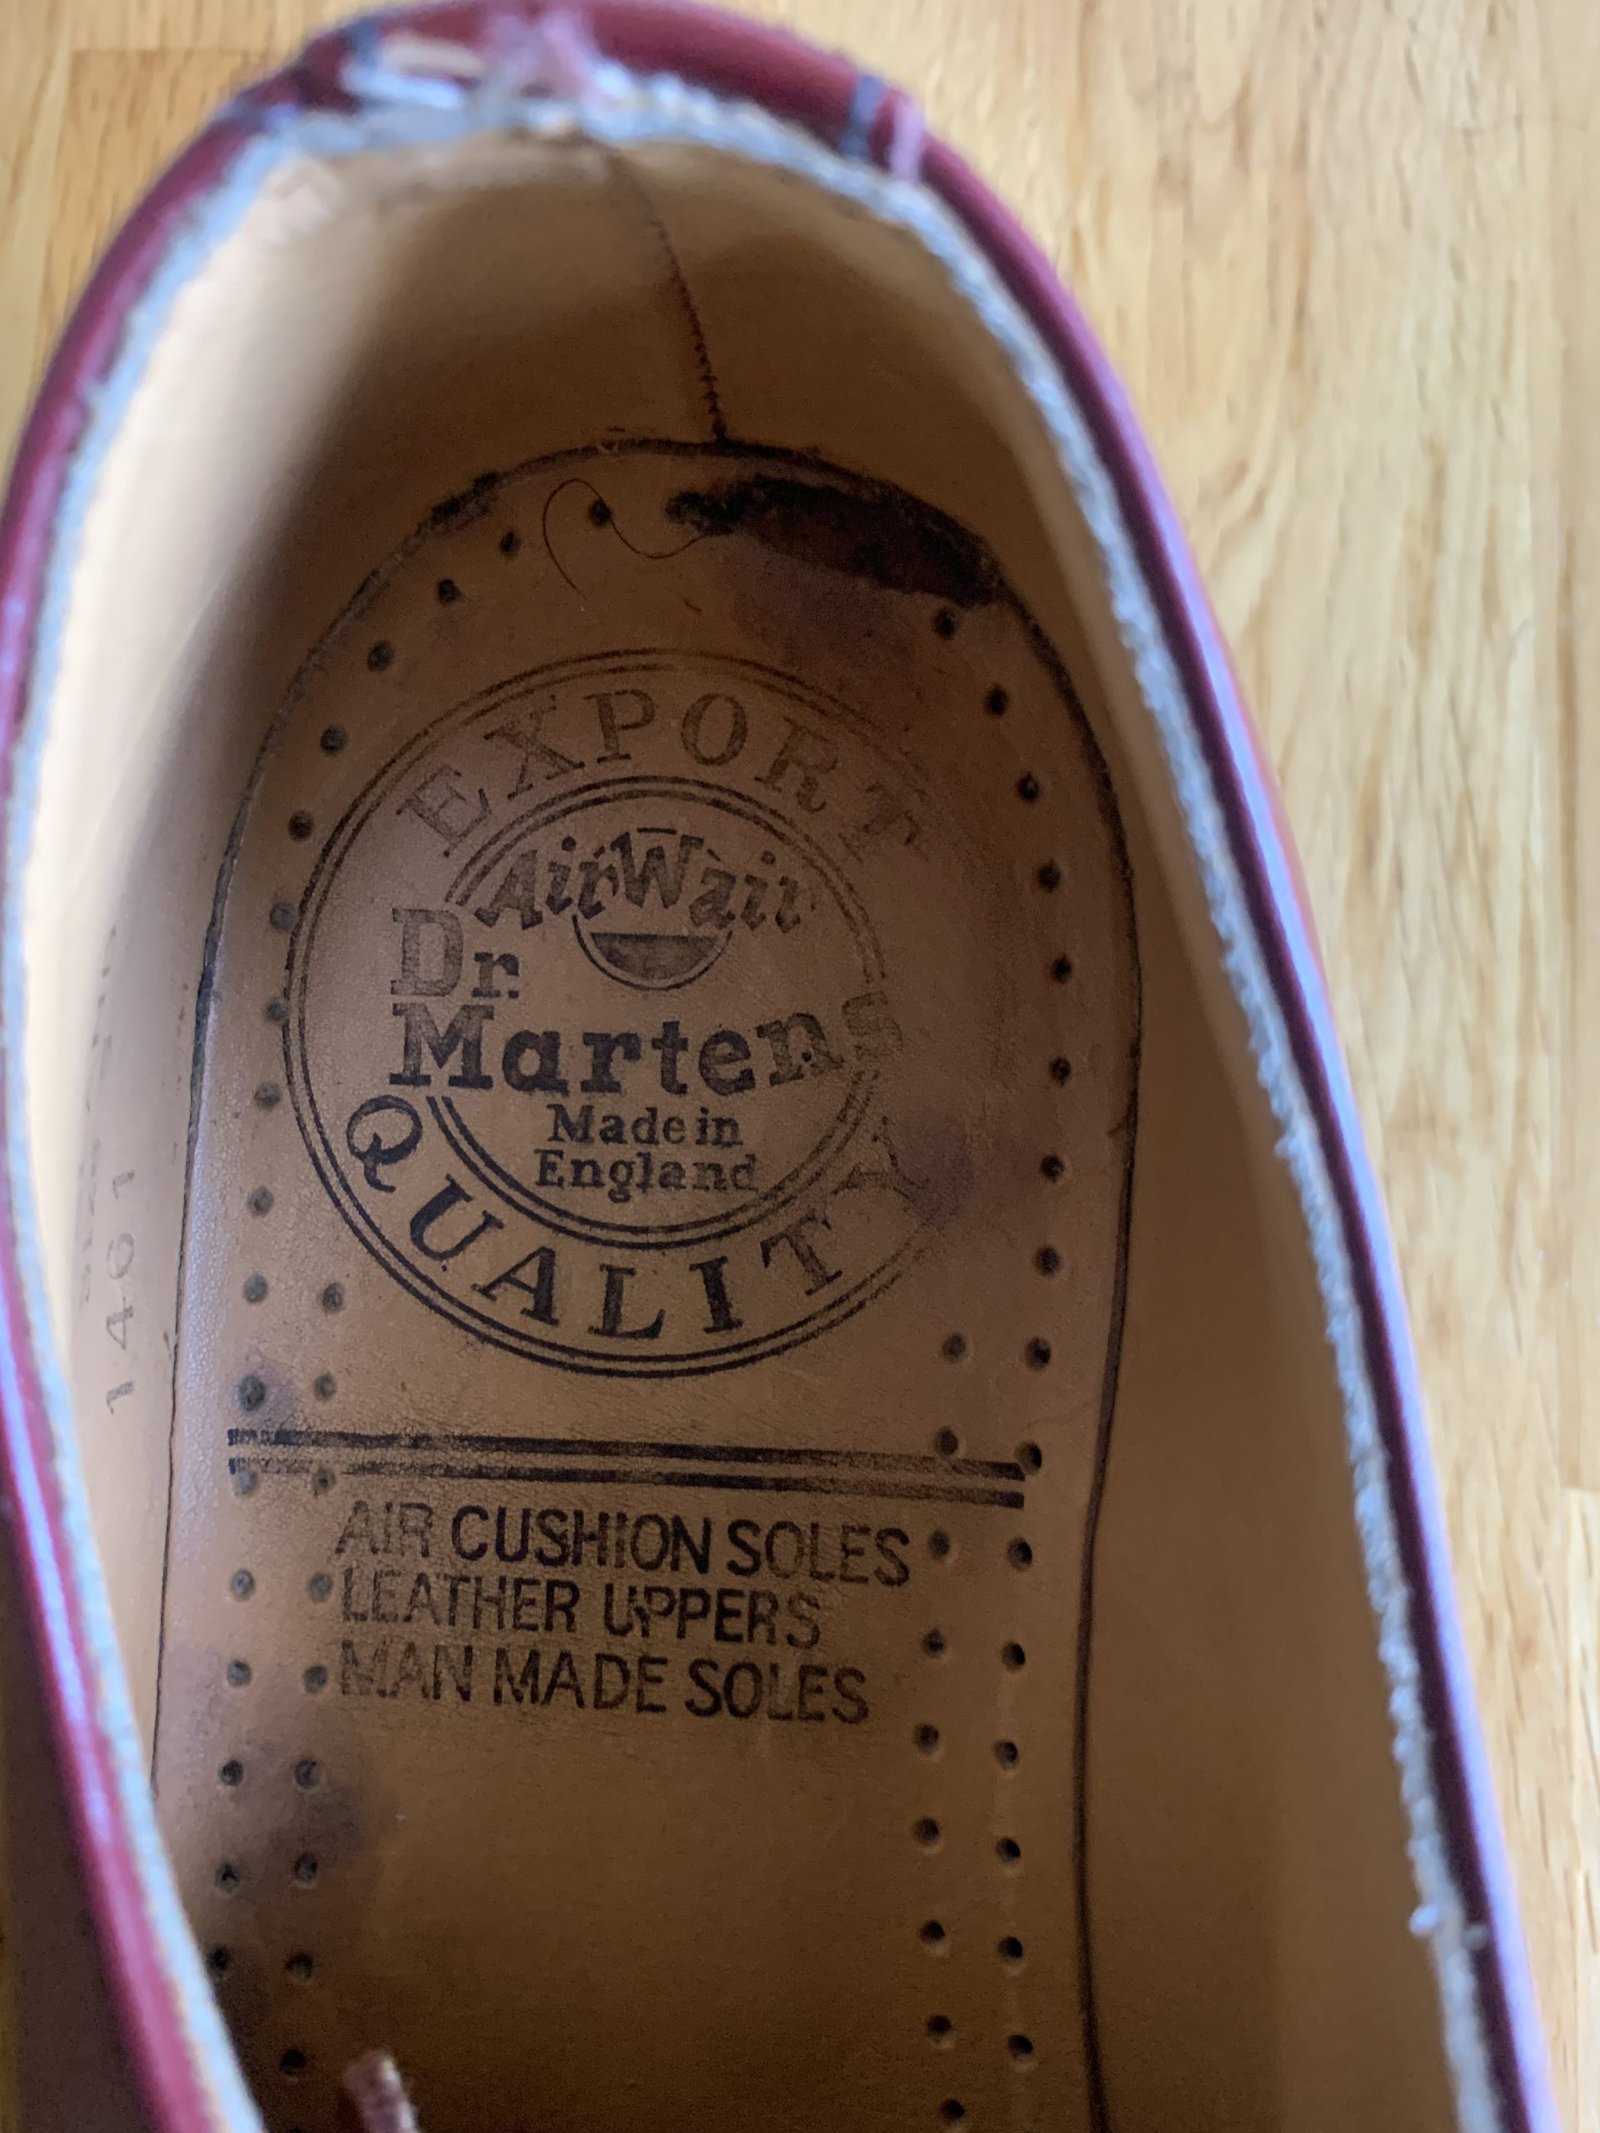 EXPORT
AirWair
Dr.
Martens
Made in
England
QUALITY
AIR CUSHION SOLES
LEATHER UPPERS
MAN MADE SOLES
1461